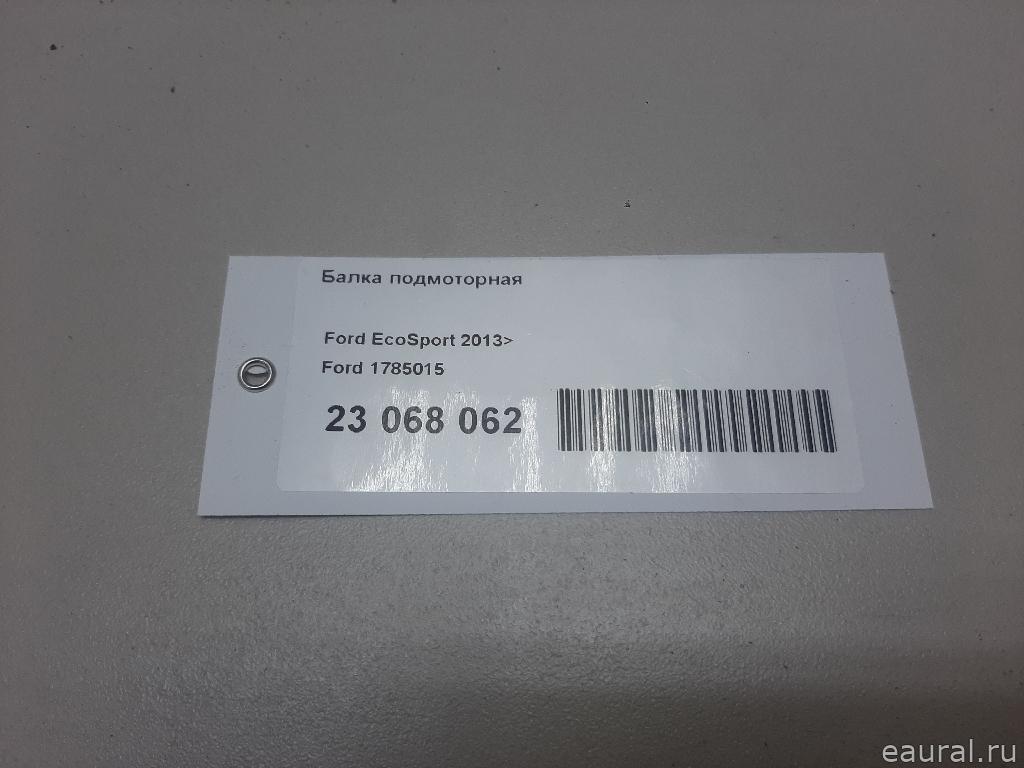 Балка подмоторная
Ford EcoSport 2013>
Ford 1785015
23 068 062
eaural.ru